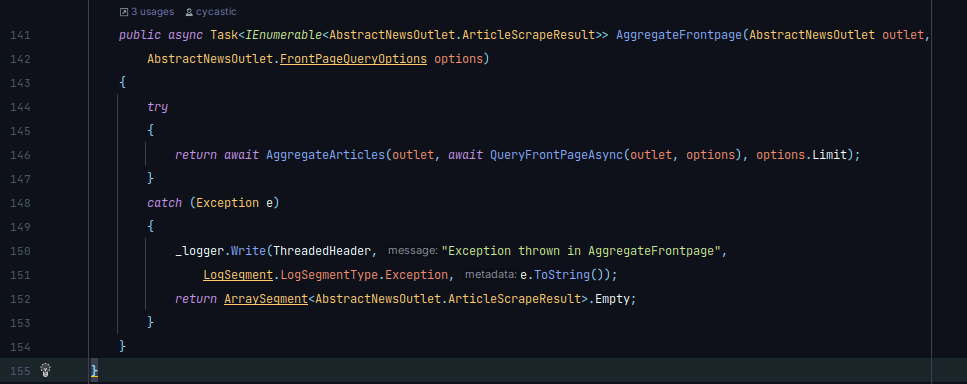 3 usages cycastic
141 public async Task<IEnumerable<AbstractNewsOutlet.ArticleScrapeResult>> AggregateFrontpage(AbstractNewsOutlet outlet,
142 AbstractNewsOutlet.FrontPageQueryOptions options)
143 {
144 try
145 {
146 return await AggregateArticles(outlet, await QueryFrontPageAsync(outlet, options), options.Limit);
147 }
148 catch (Exception e)
149 {
150 _logger.Write(ThreadedHeader, message: "Exception thrown in AggregateFrontpage",
151 LogSegment.LogSegmentType.Exception, metadata: e.ToString());
152 return ArraySegment<AbstractNewsOutlet.ArticleScrapeResult>.Empty;
153 }
154 }
155 }